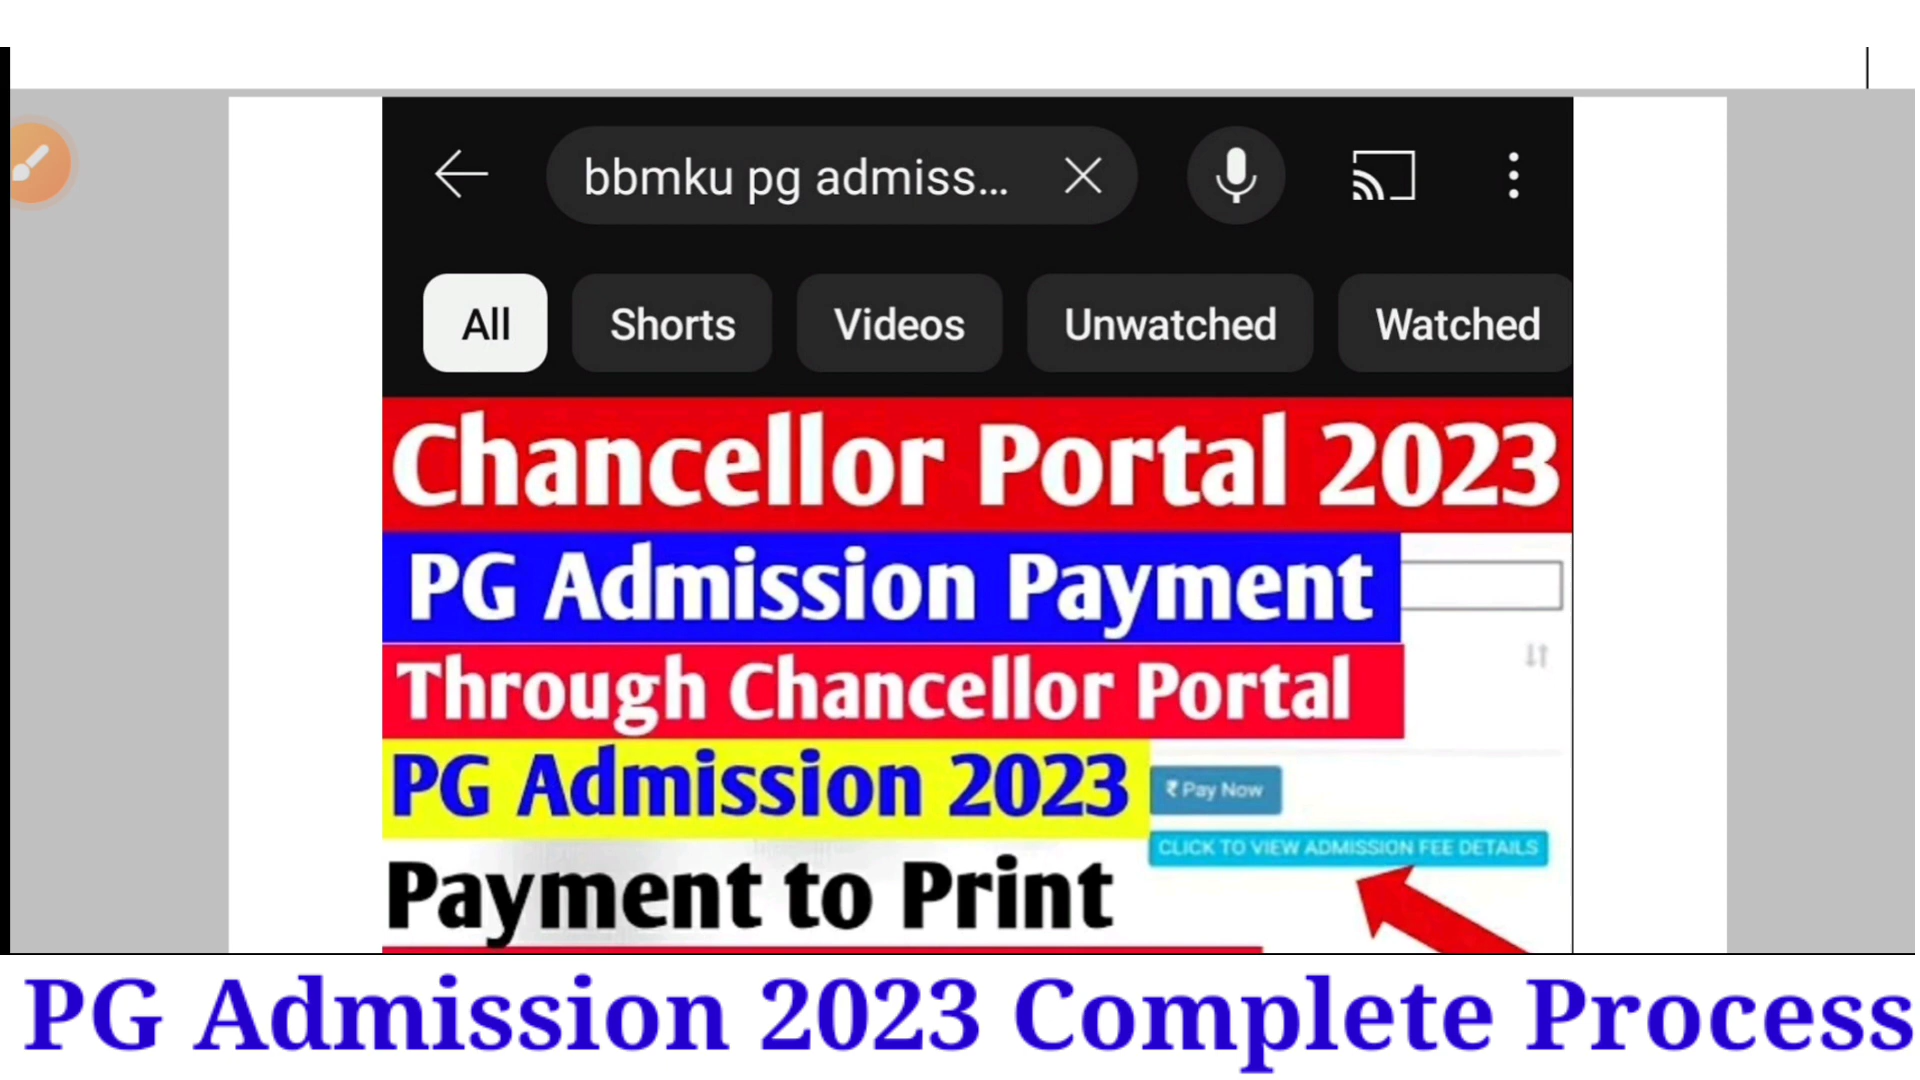 bbmku pg admiss...
All Shorts Videos Unwatched Watched
Chancellor Portal 2023
PG Admission Payment
Through Chancellor Portal
PG Admission 2023
₹ Pay Now
CLICK TO VIEW ADMISSION FEE DETAILS
Payment to Print
PG Admission 2023 Complete Process